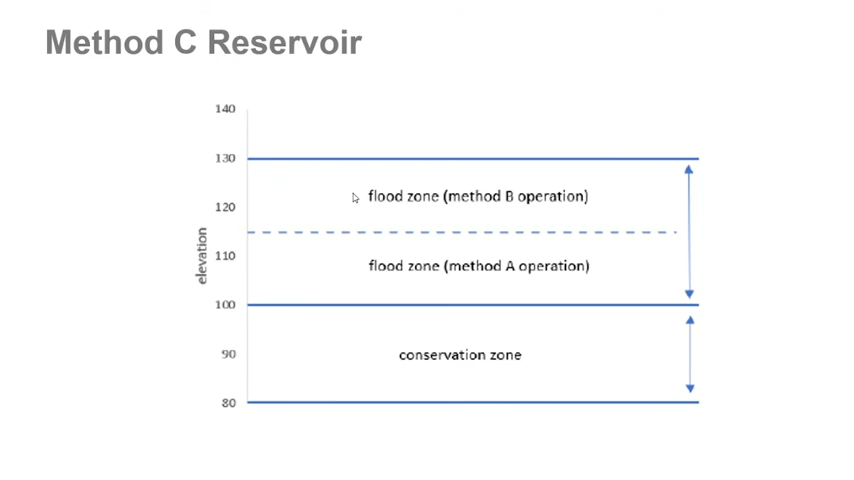 Method C Reservoir
140
130
flood zone (method B operation)
120
elevation
110
flood zone (method A operation)
100
90
conservation zone
80